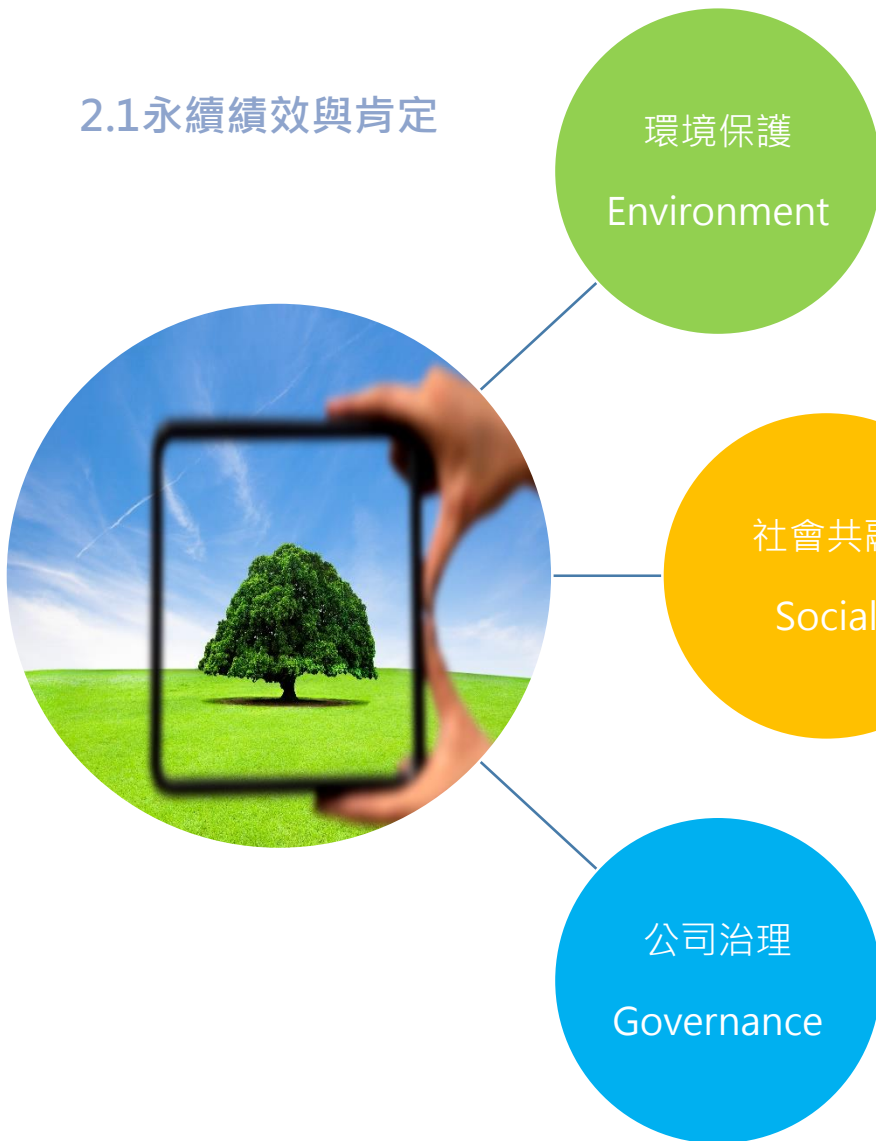 2.1永續績效與肯定
環境保護
Environment
社會共
Social
公司治理
Governance